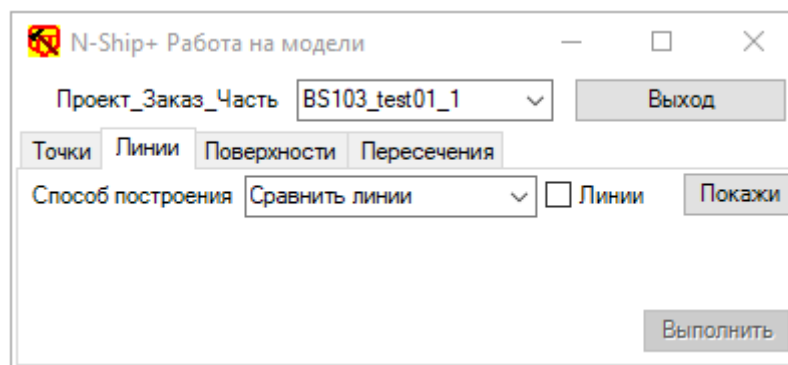 N-Ship+ Работа на модели
Проект_Заказ_Часть BS103_test01_1 Выход
Точки Линии Поверхности Пересечения
Способ построения Сравнить линии Линии Покажи
Выполнить